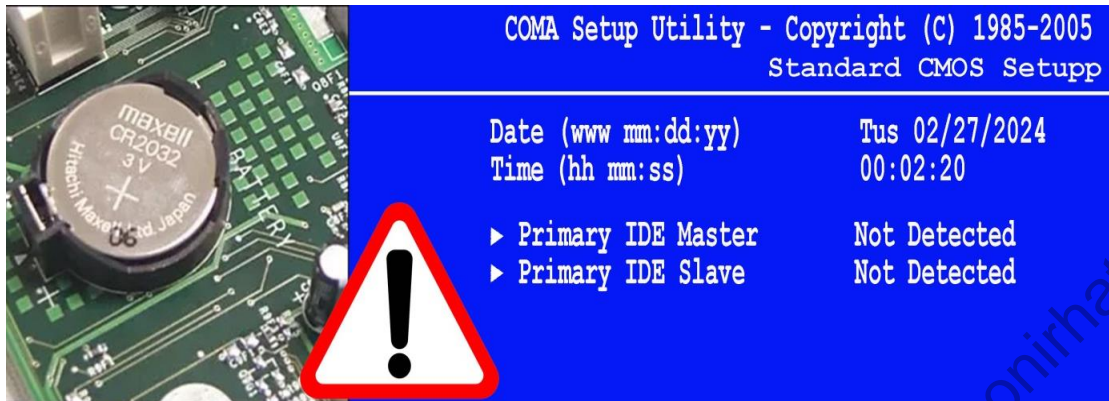 maxell
CR2032
3V
+
Hitachi Maxell Ltd. Japan
BATTERY
COMA Setup Utility - Copyright (C) 1985-2005
Standard CMOS Setupp
Date (www mm:dd:yy) Tus 02/27/2024
Time (hh mm:ss) 00:02:20
▶ Primary IDE Master Not Detected
▶ Primary IDE Slave Not Detected
!